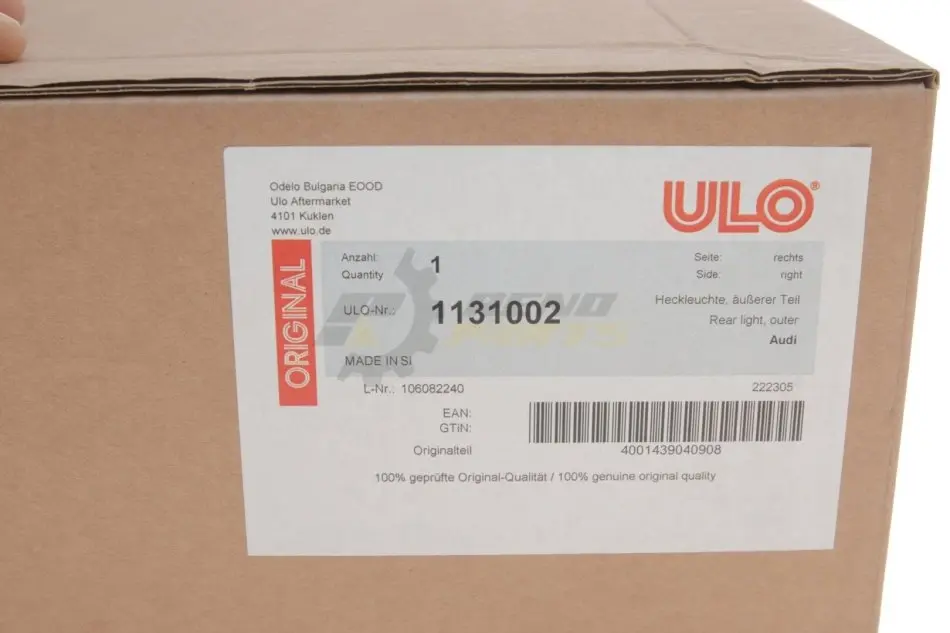 Odelo Bulgaria EOOD
Ulo Aftermarket
4101 Kuklen
www.ulo.de
ULO®
ORIGINAL
Anzahl: 1
Quantity
Seite: rechts
Side: right
ULO-Nr.: 1131002
Heckleuchte, äußerer Teil
Rear light, outer
Audi
MADE IN SI
L-Nr.: 106082240
222305
EAN:
GTiN:
Originalteil
4001439040908
100% geprüfte Original-Qualität / 100% genuine original quality
PARTS